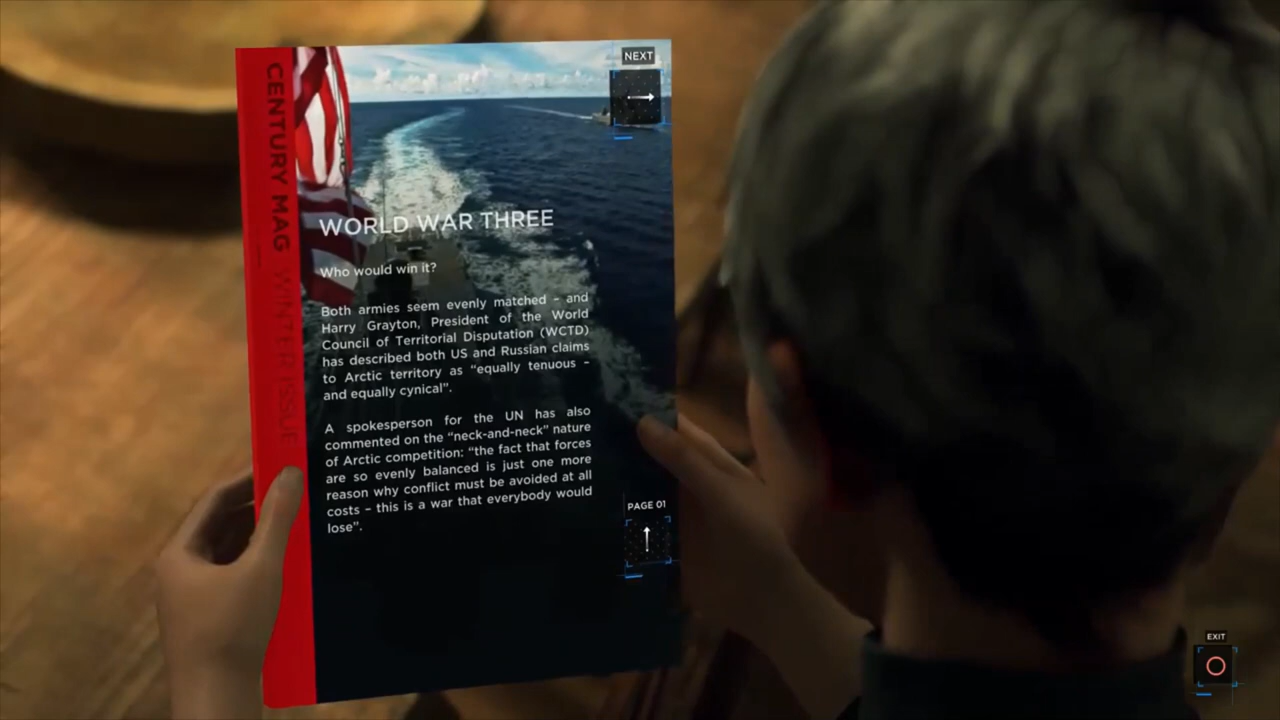 CENTURY MAG WINTER ISSUE
NEXT
WORLD WAR THREE
Who would win it?
Both armies seem evenly matched – and
Harry Grayton, President of the World
Council of Territorial Disputation (WCTD)
has described both US and Russian claims
to Arctic territory as “equally tenuous –
and equally cynical”.
A spokesperson for the UN has also
commented on the “neck-and-neck” nature
of Arctic competition: “the fact that forces
are so evenly balanced is just one more
reason why conflict must be avoided at all
costs – this is a war that everybody would
lose”.
PAGE 01
EXIT